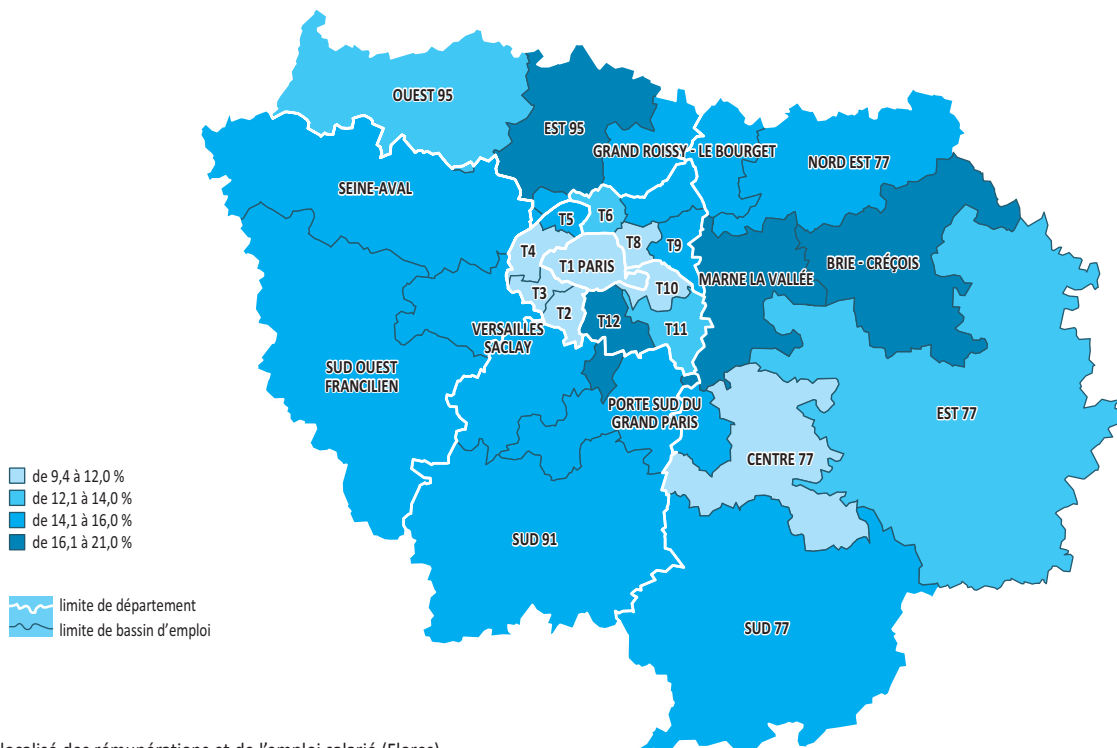 OUEST 95
EST 95
GRAND ROISSY - LE BOURGET
NORD EST 77
SEINE-AVAL
T5
T6
T4
T8
T9
T1 PARIS
BRIE - CRÉÇOIS
MARNE LA VALLÉE
T3
T10
T2
T12
T11
VERSAILLES
SACLAY
SUD OUEST
FRANCILIEN
PORTE SUD DU
GRAND PARIS
EST 77
CENTRE 77
de 9,4 à 12,0 %
de 12,1 à 14,0 %
de 14,1 à 16,0 %
de 16,1 à 21,0 %
SUD 91
limite de département
limite de bassin d'emploi
SUD 77